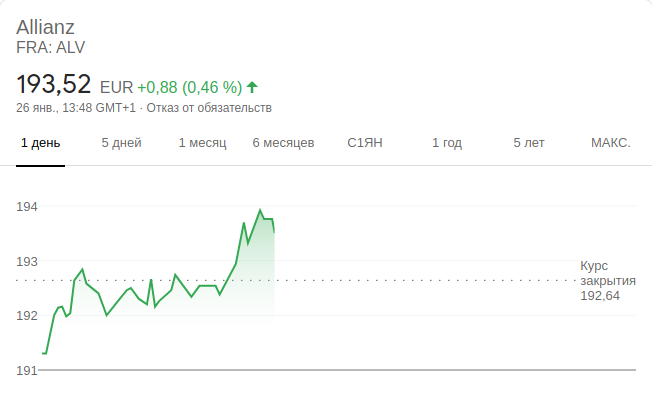 Allianz
FRA: ALV
193,52 EUR +0,88 (0,46 %)
26 янв., 13:48 GMT+1 · Отказ от обязательств
1 день 5 дней 1 месяц 6 месяцев С1ЯН 1 год 5 лет МАКС.
194
193
Курс
закрытия
192,64
192
191